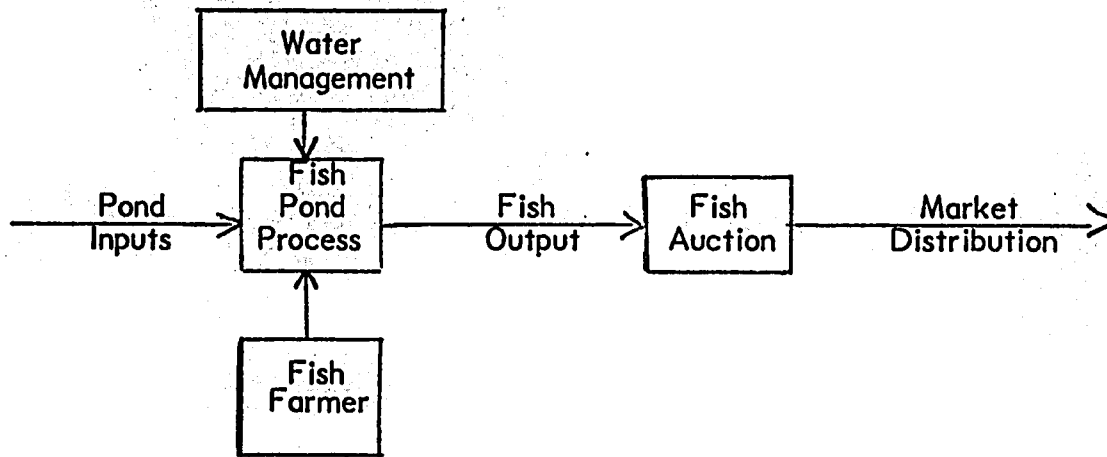 Water
Management
Pond
Inputs
Fish
Pond
Process
Fish
Output
Fish
Auction
Market
Distribution
Fish
Farmer